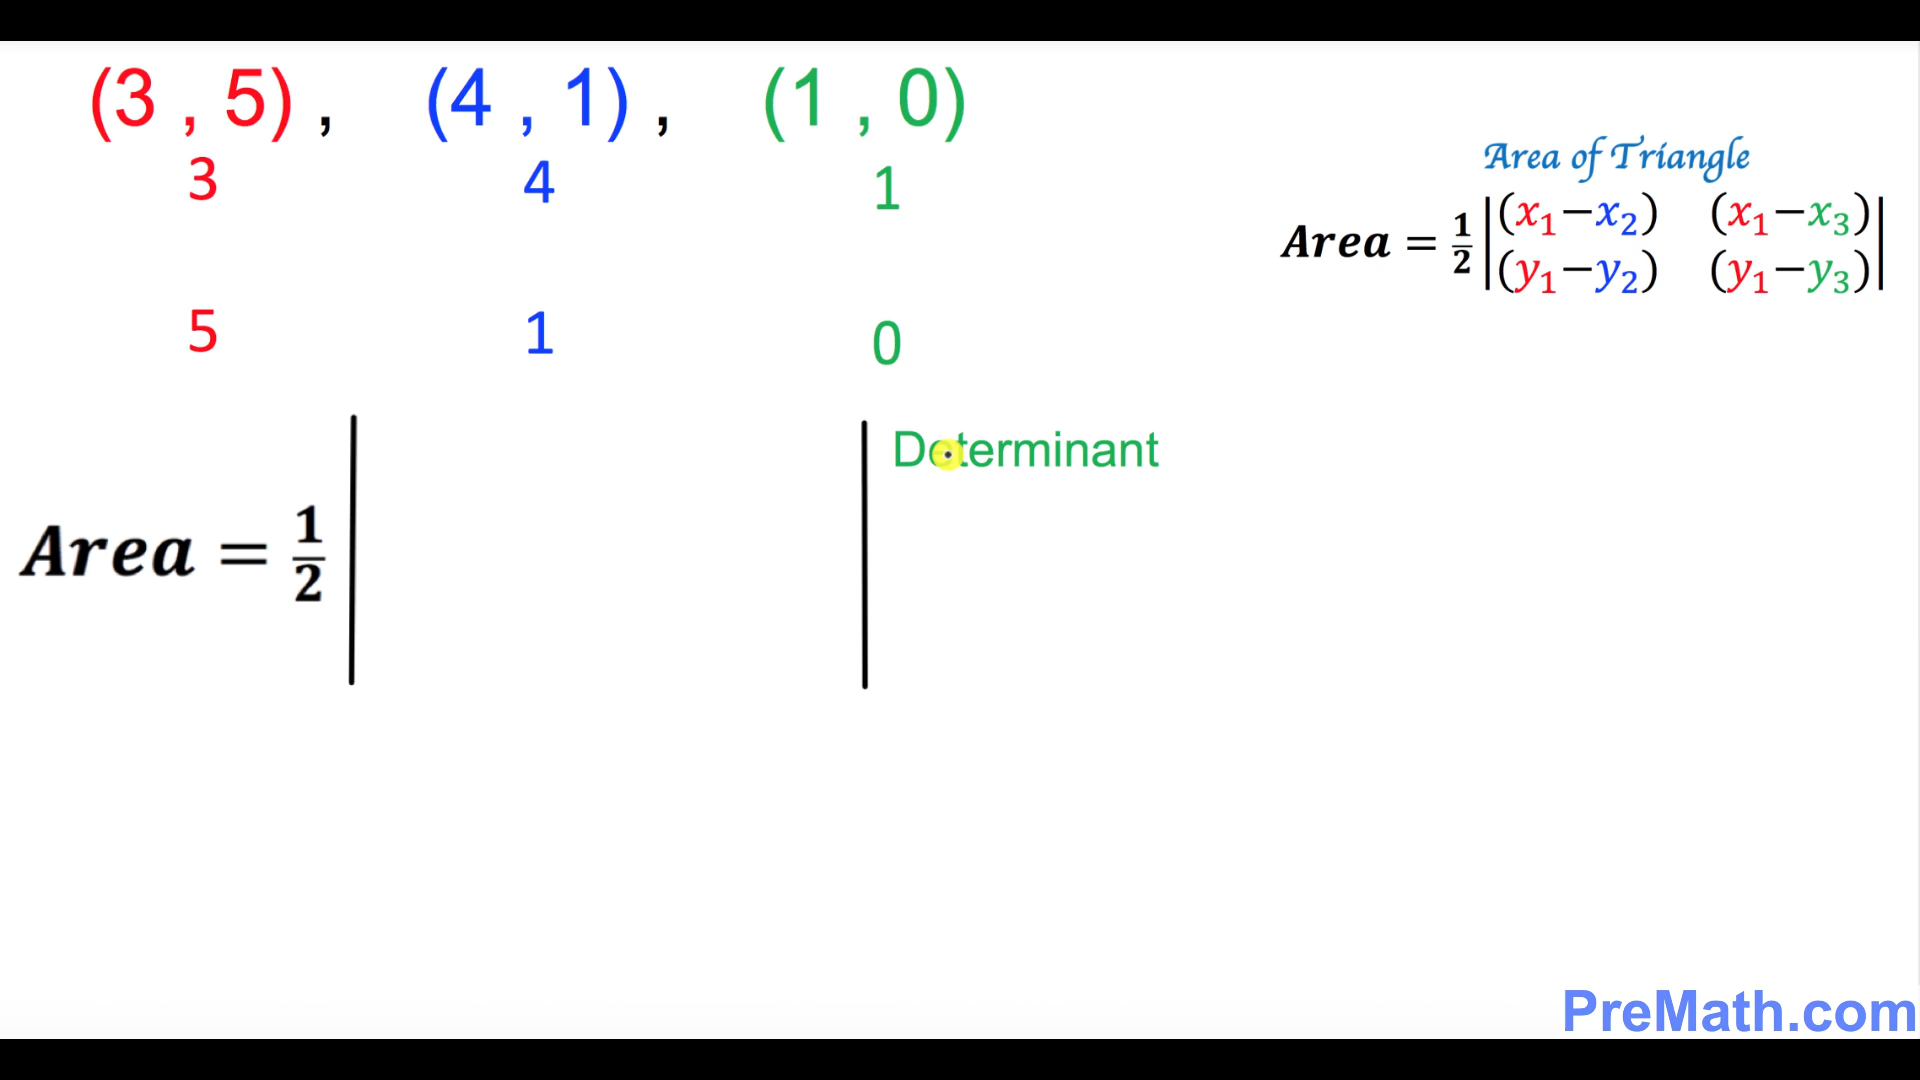 (3 , 5) , (4 , 1) , (1 , 0)
3 4 1
5 1 0
Area of Triangle
Area = 1/2 |(x₁−x₂) (x₁−x₃)|
|(y₁−y₂) (y₁−y₃)|
Determinant
Area = 1/2 | |
PreMath.com